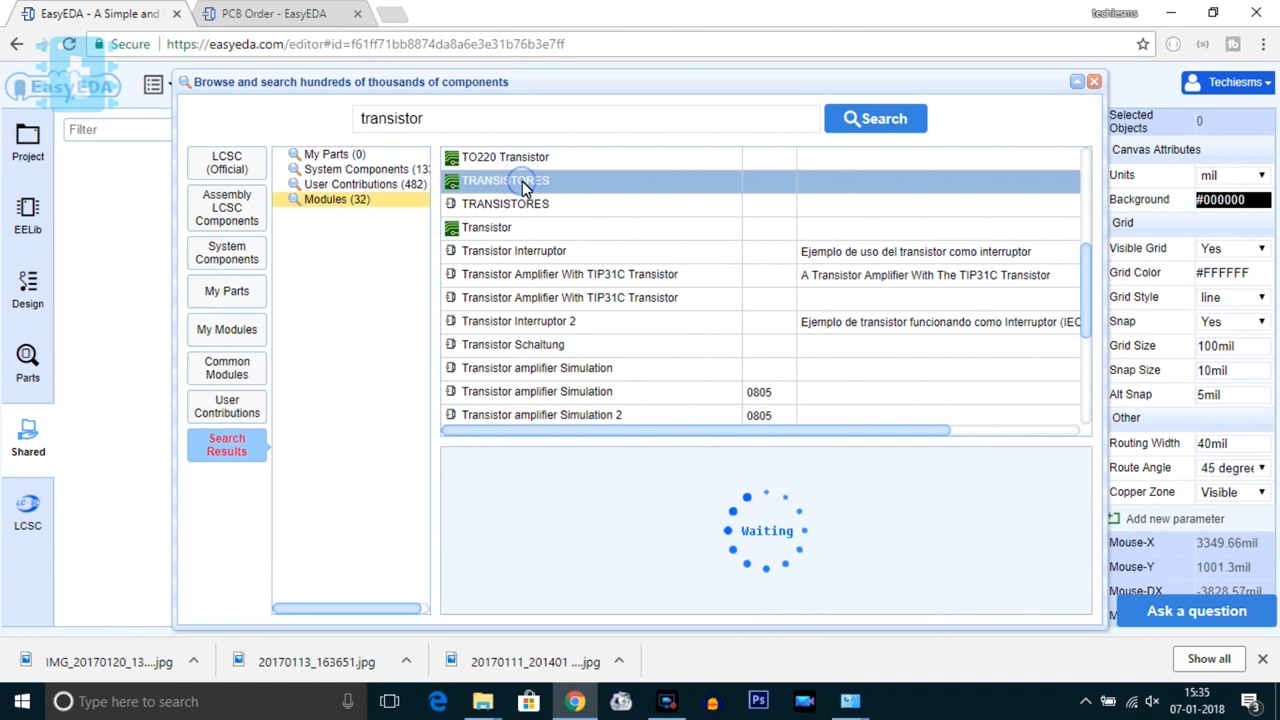 EasyEDA - A Simple and
PCB Order - EasyEDA
techiesms
Secure
https://easyeda.com/editor#id=f61ff71bb8874da8a6e3e31b76b3e7ff
EasyEDA
Techiesms
Filter
Project
EELib
Design
Parts
Shared
LCSC
Browse and search hundreds of thousands of components
transistor
Search
LCSC
(Official)
Assembly
LCSC
Components
System
Components
My Parts
My Modules
Common
Modules
User
Contributions
Search
Results
My Parts (0)
System Components (13
User Contributions (482)
Modules (32)
TO220 Transistor
TRANSISTORES
TRANSISTORES
Transistor
Transistor Interruptor
Ejemplo de uso del transistor como interruptor
Transistor Amplifier With TIP31C Transistor
A Transistor Amplifier With The TIP31C Transistor
Transistor Amplifier With TIP31C Transistor
Transistor Interruptor 2
Ejemplo de transistor funcionando como Interruptor (IEC
Transistor Schaltung
Transistor amplifier Simulation
Transistor amplifier Simulation
0805
Transistor amplifier Simulation 2
0805
Waiting
Selected
Objects
0
Canvas Attributes
Units
mil
Background
#000000
Grid
Visible Grid
Yes
Grid Color
#FFFFFF
Grid Style
line
Snap
Yes
Grid Size
100mil
Snap Size
10mil
Alt Snap
5mil
Other
Routing Width
40mil
Route Angle
45 degree
Copper Zone
Visible
Add new parameter
Mouse-X
3349.66mil
Mouse-Y
1001.3mil
Mouse-DX
-3828.57mil
Ask a question
IMG_20170120_13....jpg
20170113_163651.jpg
20170111_201401 ....jpg
Show all
Type here to search
Ps
15:35
07-01-2018
3